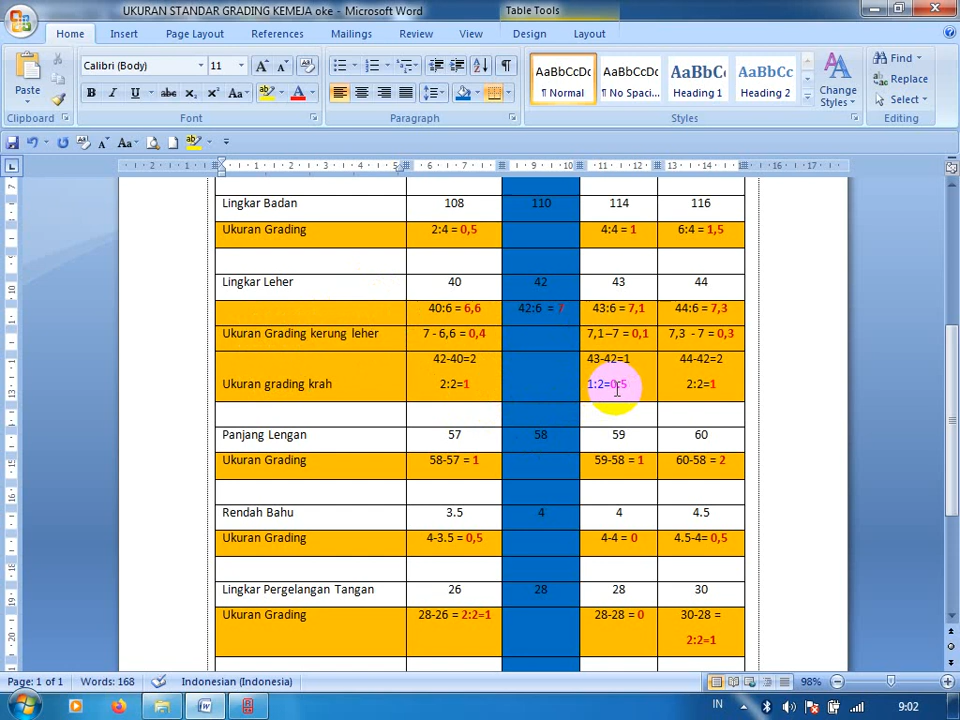 UKURAN STANDAR GRADING KEMEJA oke - Microsoft Word
Table Tools
Home Insert Page Layout References Mailings Review View Design Layout
Calibri (Body) 11
Paste
Clipboard
Font
Paragraph
AaBbCcDc AaBbCcDc AaBbCc AaBbCc
¶ Normal ¶ No Spaci... Heading 1 Heading 2
Change Styles
Styles
Find
Replace
Select
Editing
Lingkar Badan 108 110 114 116
Ukuran Grading 2:4 = 0,5 4:4 = 1 6:4 = 1,5
Lingkar Leher 40 42 43 44
40:6 = 6,6 42:6 = 7 43:6 = 7,1 44:6 = 7,3
Ukuran Grading kerung leher 7 - 6,6 = 0,4 7,1–7 = 0,1 7,3 - 7 = 0,3
42-40=2 43-42=1 44-42=2
Ukuran grading krah 2:2=1 1:2=0,5 2:2=1
Panjang Lengan 57 58 59 60
Ukuran Grading 58-57 = 1 59-58 = 1 60-58 = 2
Rendah Bahu 3.5 4 4 4.5
Ukuran Grading 4-3.5 = 0,5 4-4 = 0 4.5-4= 0,5
Lingkar Pergelangan Tangan 26 28 28 30
Ukuran Grading 28-26 = 2:2=1 28-28 = 0 30-28 =
2:2=1
Page: 1 of 1 Words: 168 Indonesian (Indonesia) 98%
IN 9:02